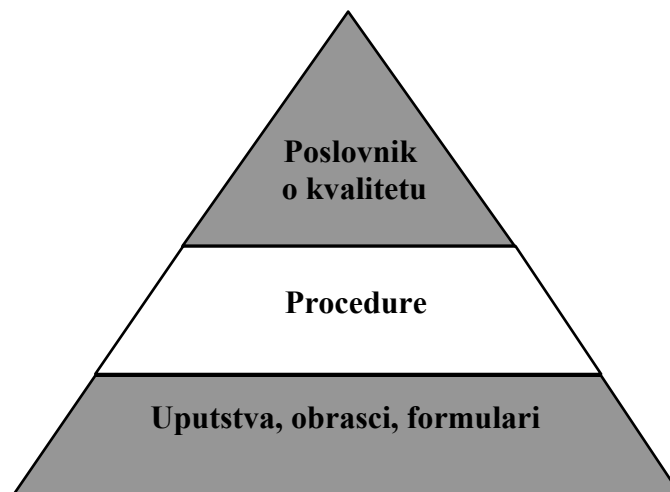 Poslovnik
o kvalitetu
Procedure
Uputstva, obrasci, formulari